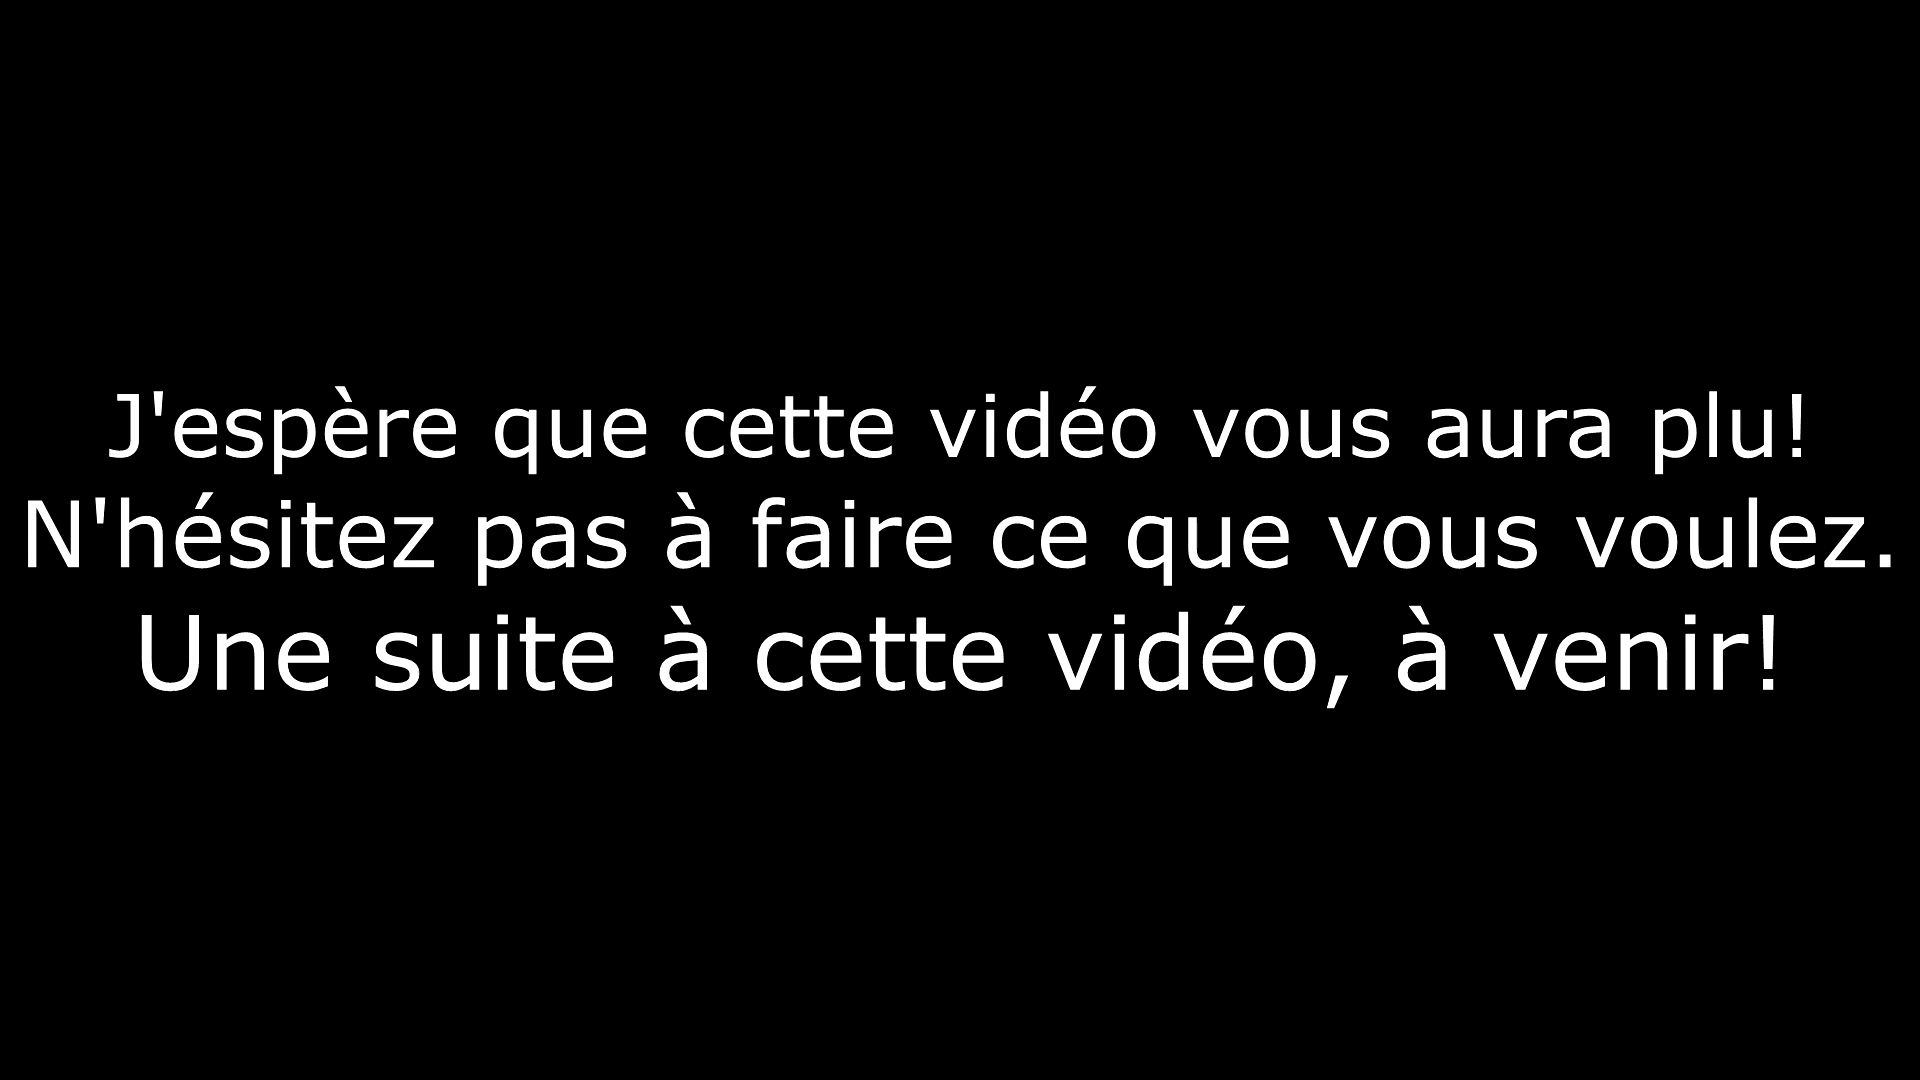 J'espère que cette vidéo vous aura plu!
N'hésitez pas à faire ce que vous voulez.
Une suite à cette vidéo, à venir!